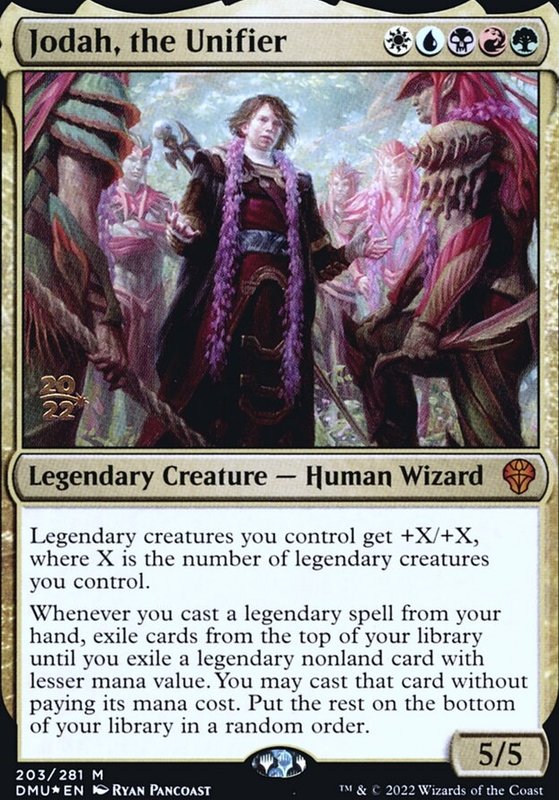 Jodah, the Unifier
20
22
Legendary Creature — Human Wizard
Legendary creatures you control get +X/+X,
where X is the number of legendary creatures
you control.
Whenever you cast a legendary spell from your
hand, exile cards from the top of your library
until you exile a legendary nonland card with
lesser mana value. You may cast that card without
paying its mana cost. Put the rest on the bottom
of your library in a random order.
5/5
203/281 M
DMU★EN Ryan Pancoast
™ & © 2022 Wizards of the Coast